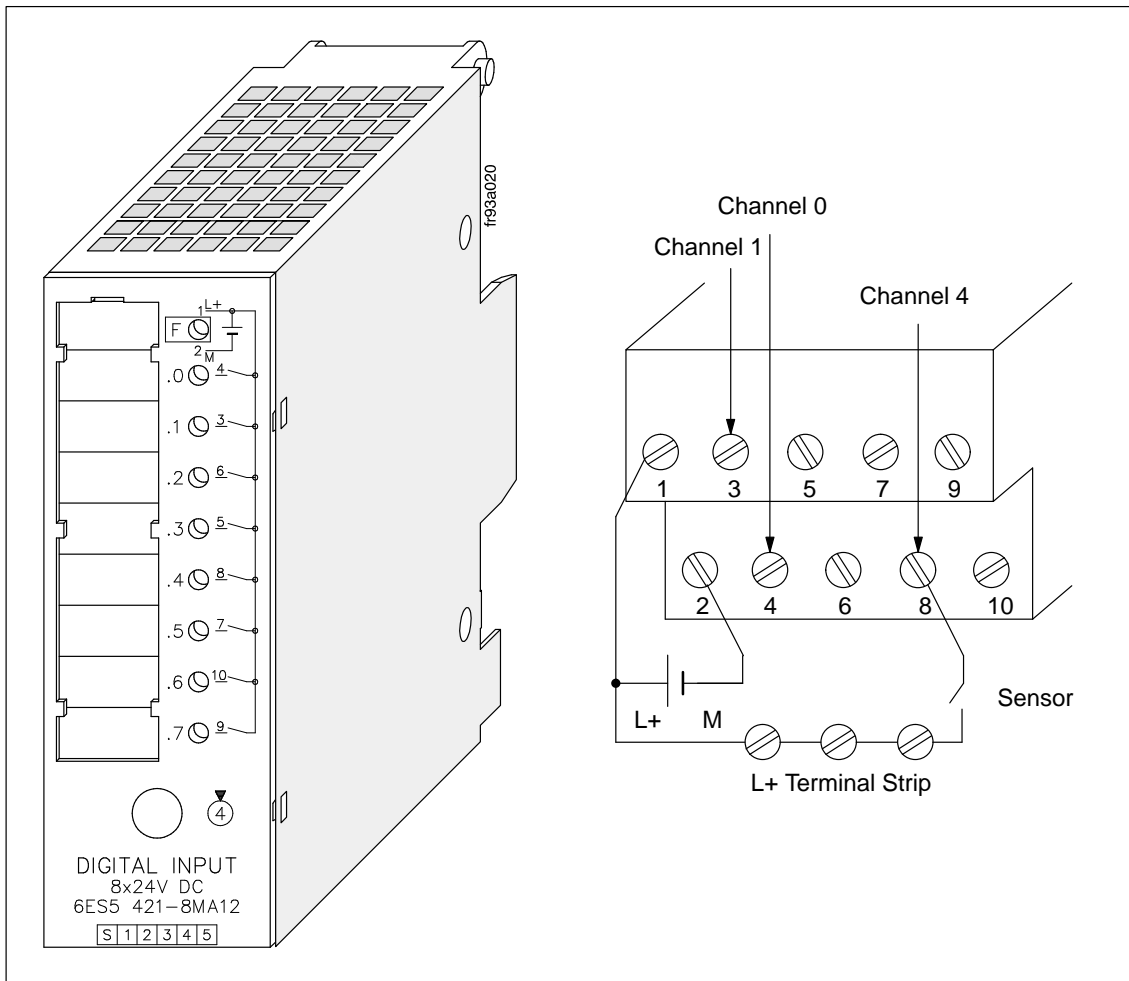 fr93a020
1 L+
F
2 M
.0 4
.1 3
.2 6
.3 5
.4 8
.5 7
.6 10
.7 9
4
DIGITAL INPUT
8x24V DC
6ES5 421-8MA12
S 1 2 3 4 5
Channel 0
Channel 1
Channel 4
1 3 5 7 9
2 4 6 8 10
L+ M
Sensor
L+ Terminal Strip